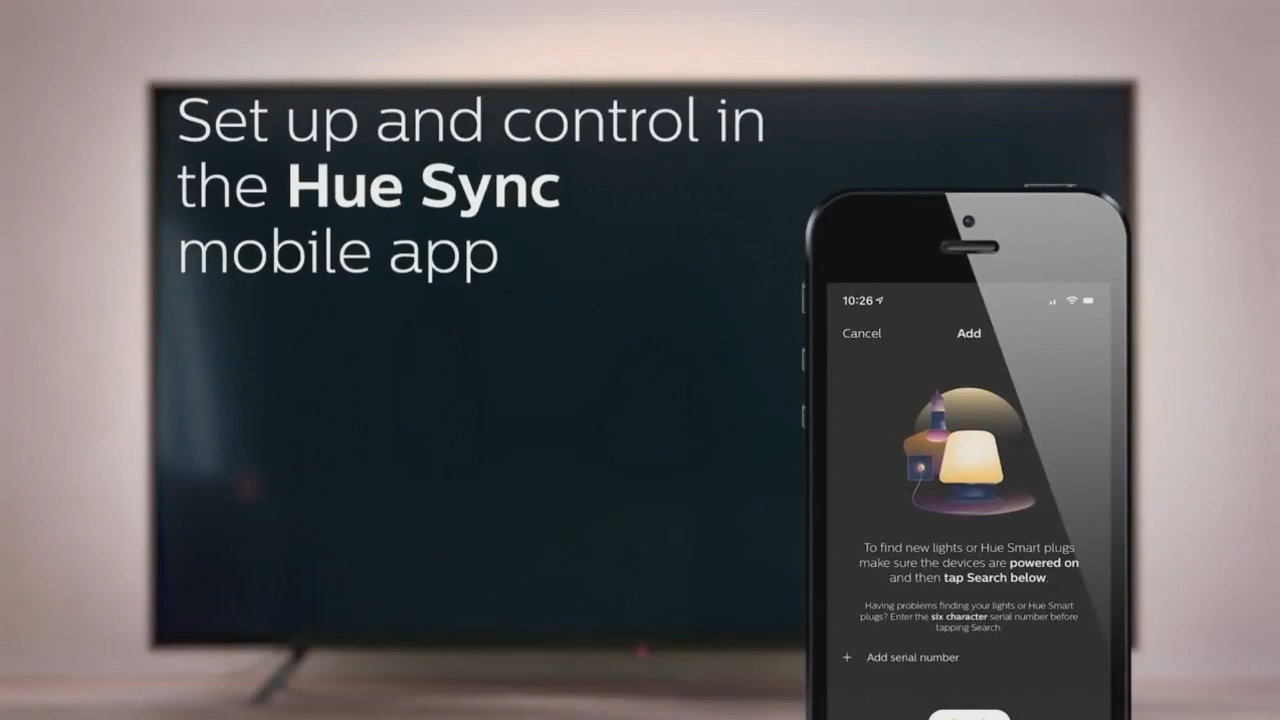 Set up and control in
the Hue Sync
mobile app
10:26
Cancel
Add
To find new lights or Hue Smart plugs
make sure the devices are powered on
and then tap Search below.
Having problems finding your lights or Hue Smart
plugs? Enter the six character serial number before
tapping Search.
+ Add serial number